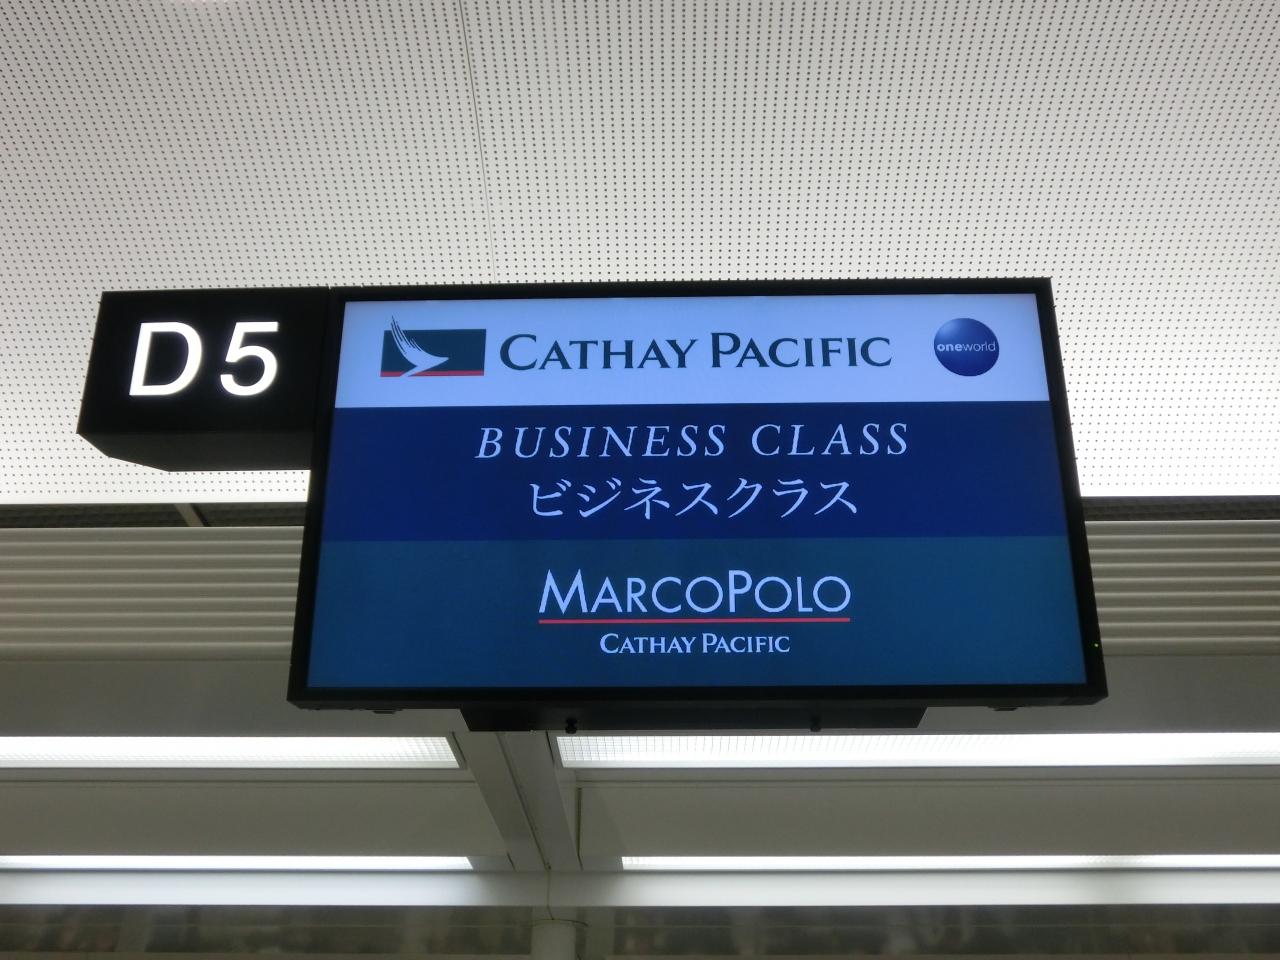 D5
CATHAY PACIFIC
oneworld
BUSINESS CLASS
ビジネスクラス
MARCOPOLO
CATHAY PACIFIC